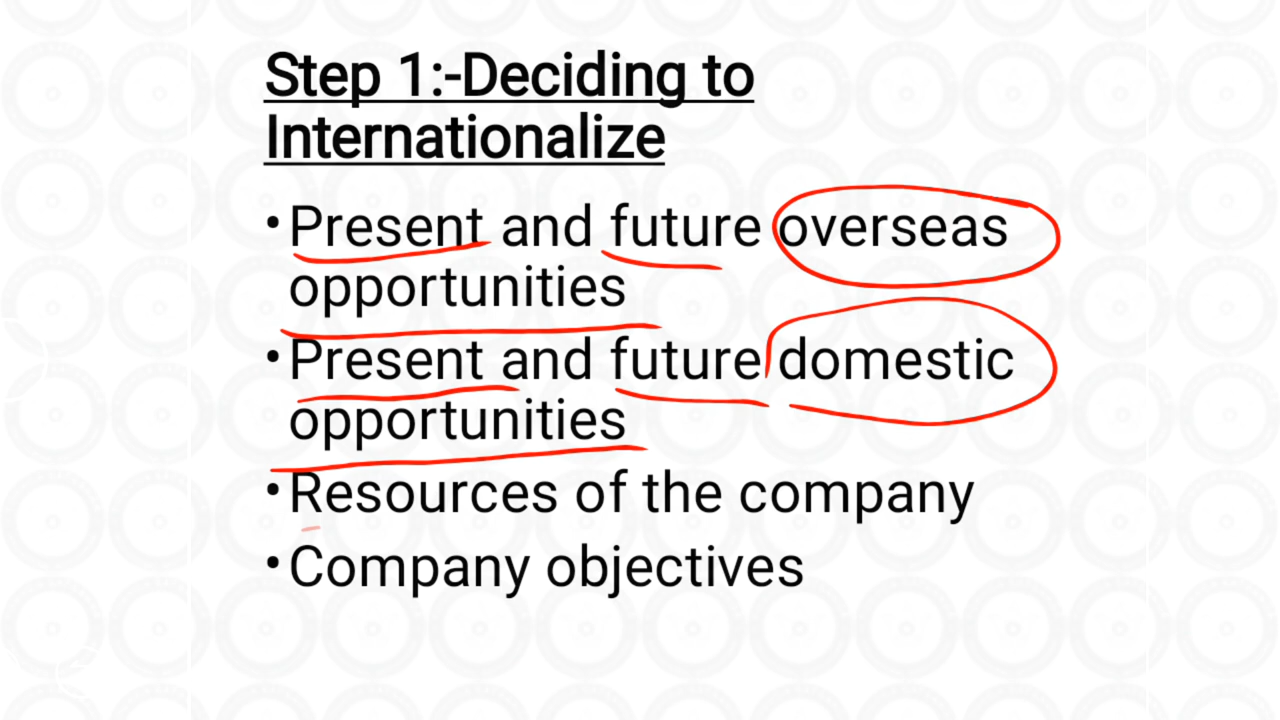 Step 1:-Deciding to
Internationalize
•Present and future overseas
opportunities
•Present and future domestic
opportunities
•Resources of the company
•Company objectives